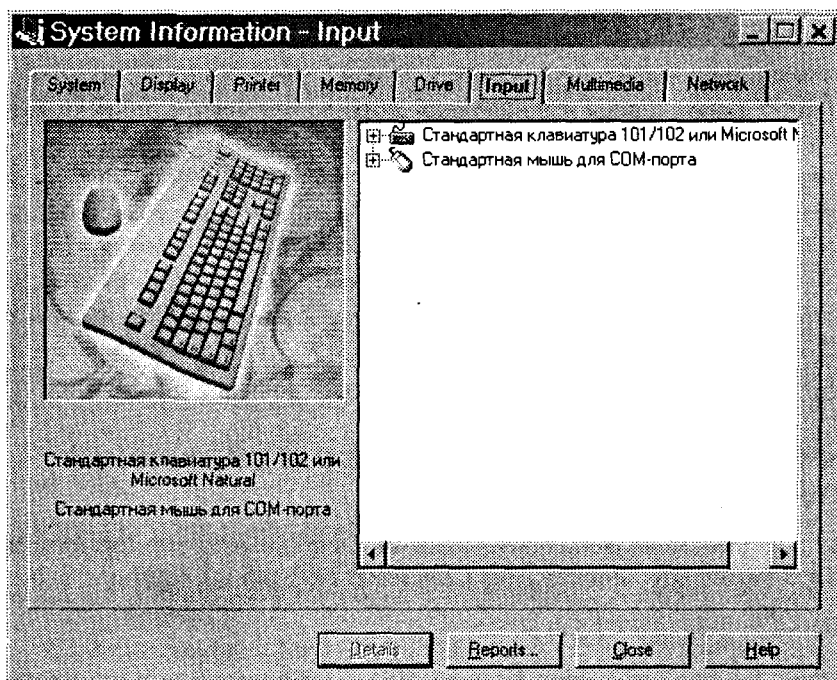 System Information - Input
System Display Printer Memory Drive Input Multimedia Network
Стандартная клавиатура 101/102 или Microsoft N
Стандартная мышь для COM-порта
Стандартная клавиатура 101/102 или
Microsoft Natural
Стандартная мышь для COM-порта
Details Reports... Close Help